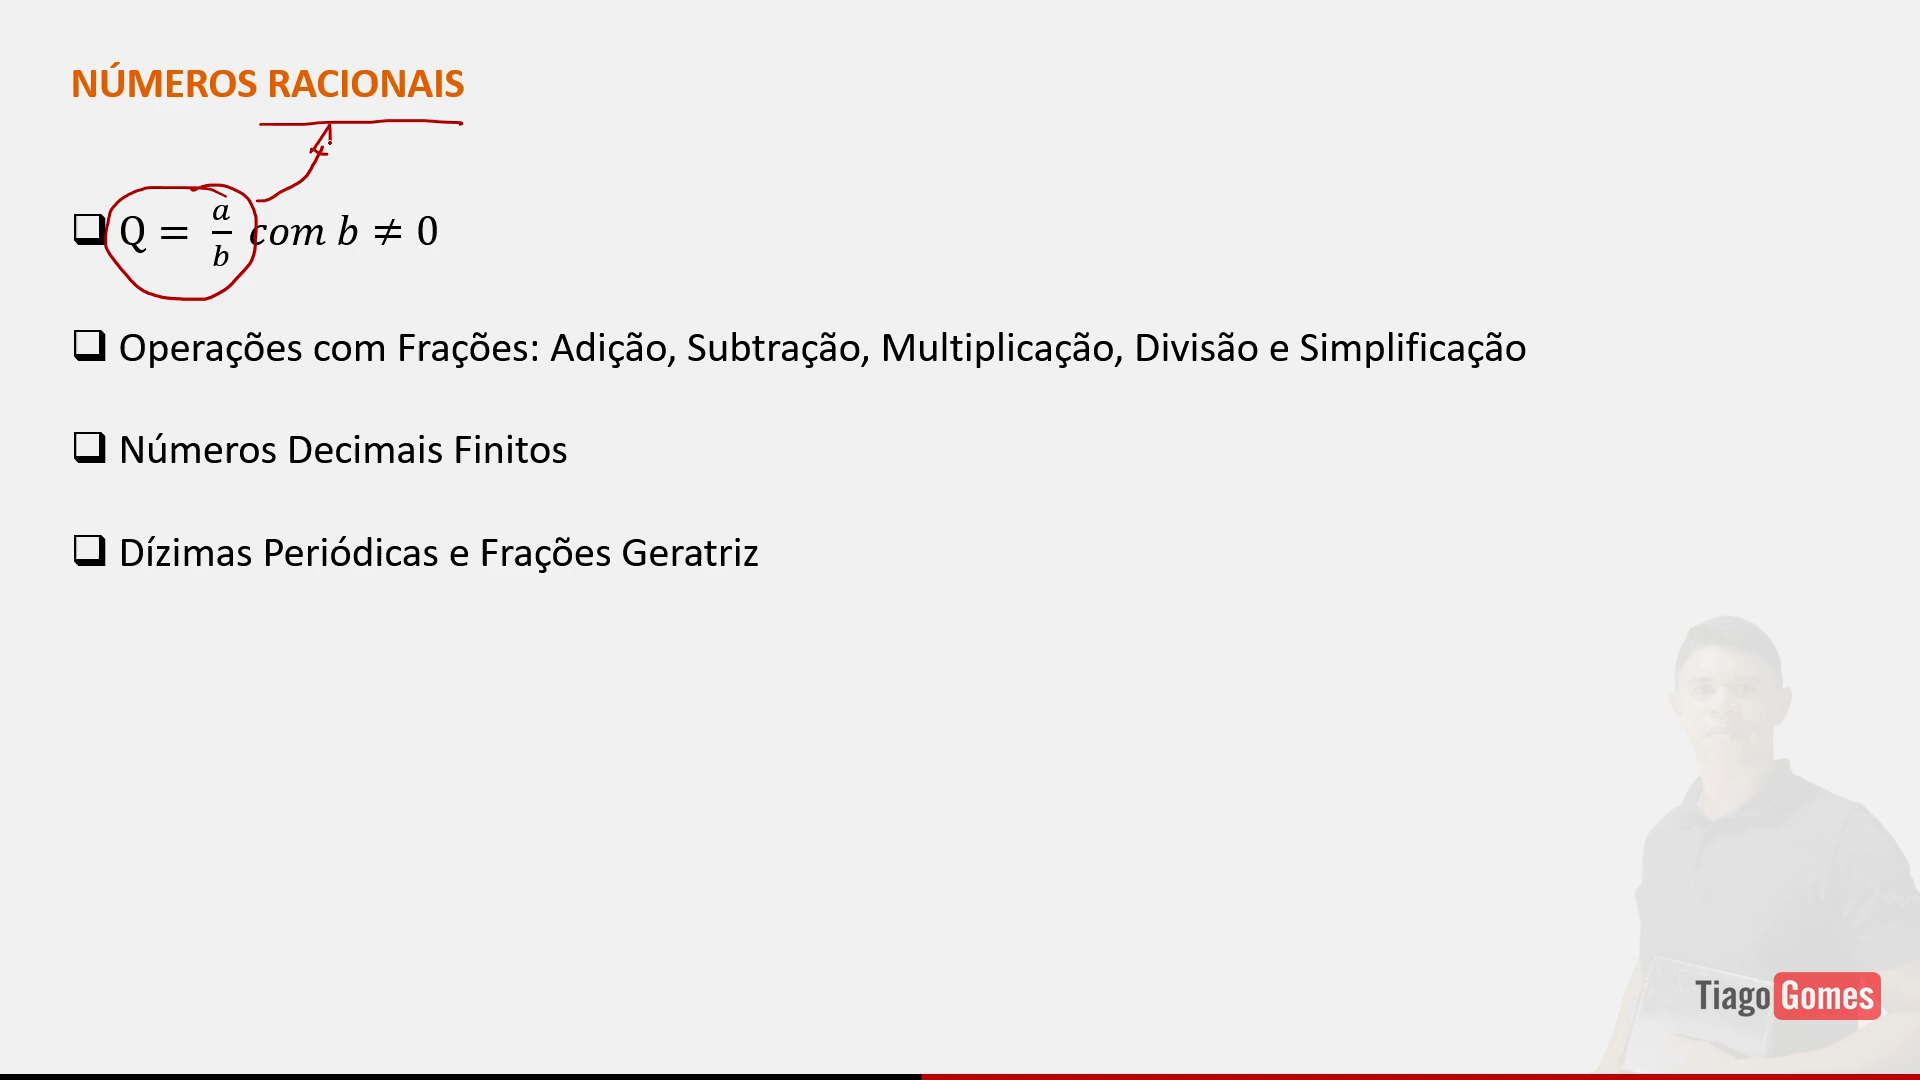 NÚMEROS RACIONAIS
❑ Q = a/b com b ≠ 0
❑ Operações com Frações: Adição, Subtração, Multiplicação, Divisão e Simplificação
❑ Números Decimais Finitos
❑ Dízimas Periódicas e Frações Geratriz
Tiago Gomes